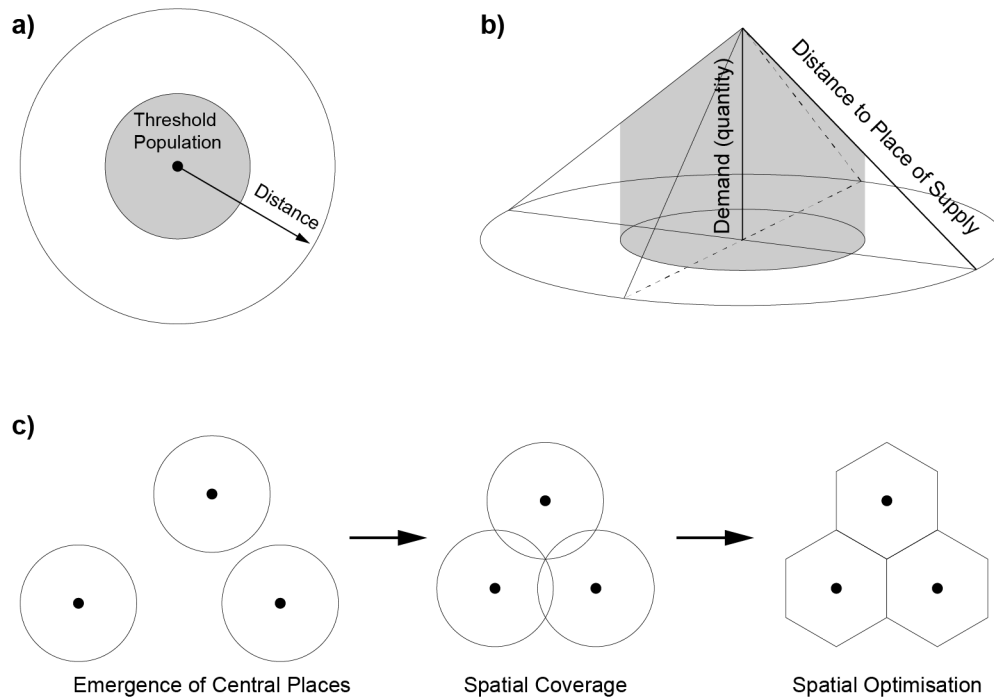 a)
Threshold
Population
Distance
b)
Demand (quantity)
Distance to Place of Supply
c)
Emergence of Central Places
Spatial Coverage
Spatial Optimisation